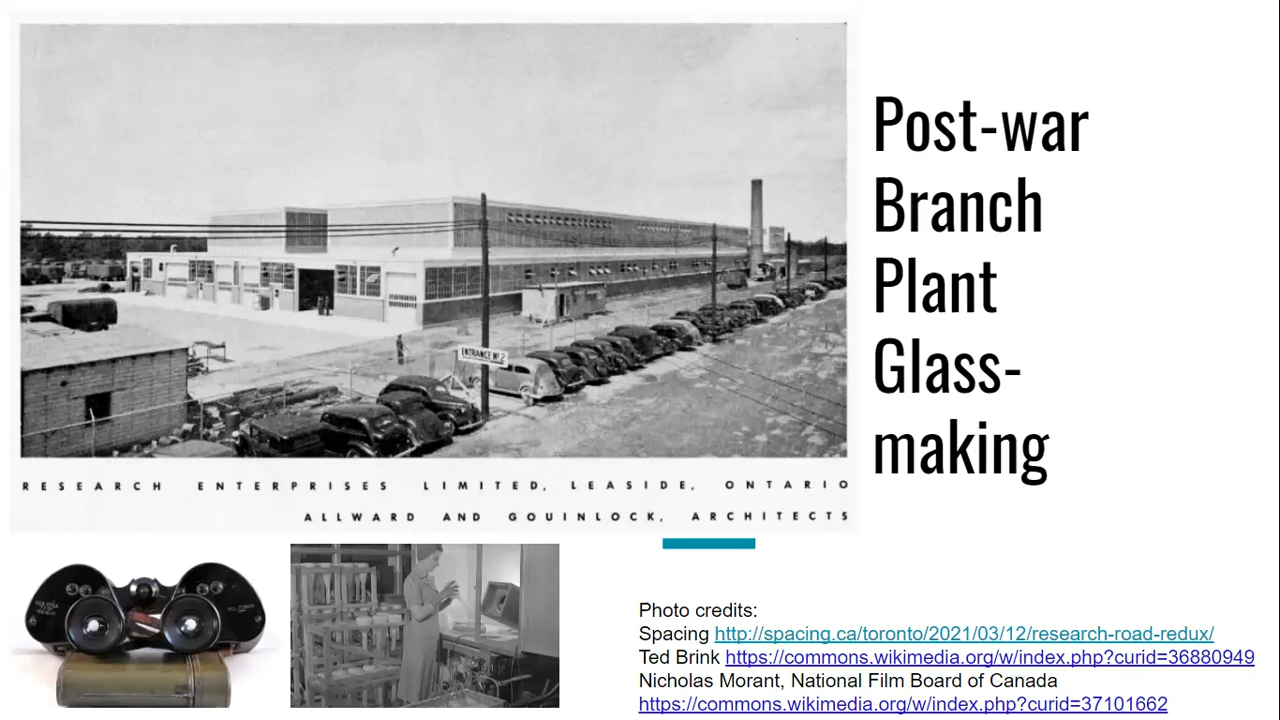 Post-war
Branch
Plant
Glass-
making
ENTRANCE Nº 2
RESEARCH ENTERPRISES LIMITED, LEASIDE, ONTARIO
ALLWARD AND GOUINLOCK, ARCHITECTS
Photo credits:
Spacing http://spacing.ca/toronto/2021/03/12/research-road-redux/
Ted Brink https://commons.wikimedia.org/w/index.php?curid=36880949
Nicholas Morant, National Film Board of Canada
https://commons.wikimedia.org/w/index.php?curid=37101662